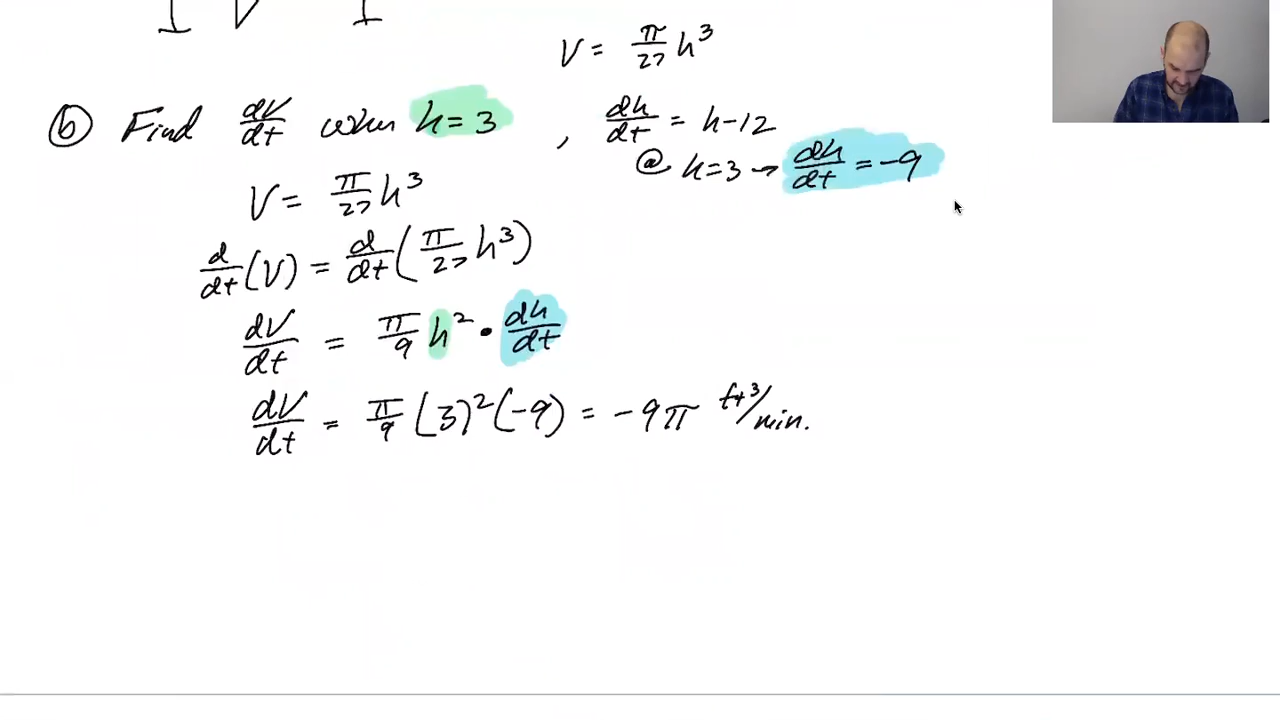 V = π/27 h³
ⓑ Find dV/dt when h = 3 , dh/dt = h-12
@ h=3 → dh/dt = -9
V = π/27 h³
d/dt (V) = d/dt ( π/27 h³ )
dV/dt = π/9 h² • dh/dt
dV/dt = π/9 (3)² (-9) = -9π ft³/min.